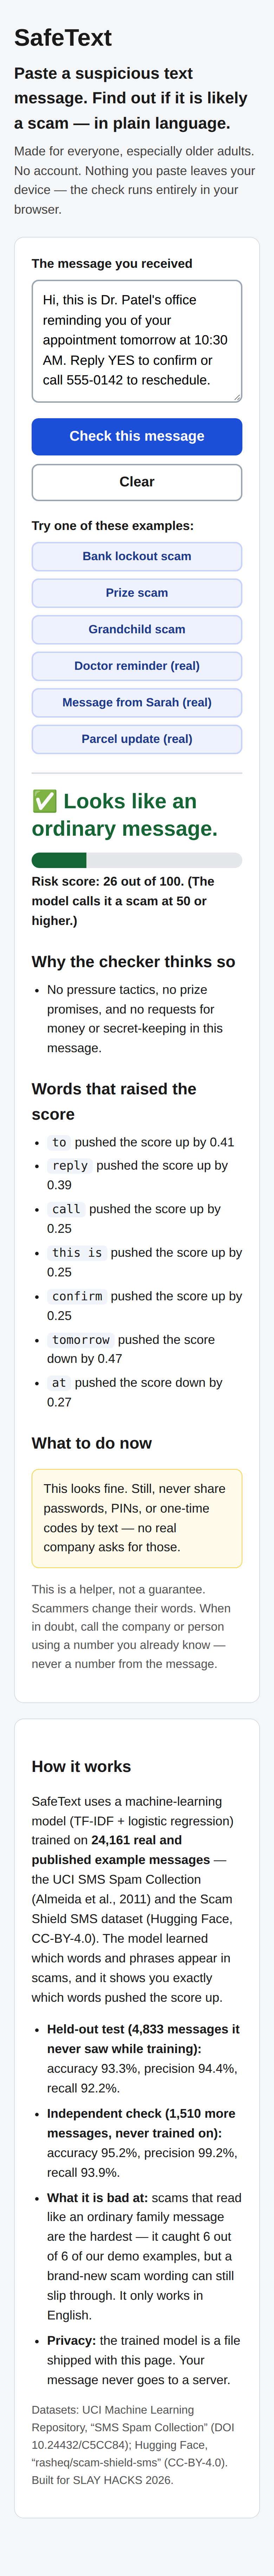 SafeText
Paste a suspicious text
message. Find out if it is likely
a scam — in plain language.
Made for everyone, especially older adults.
No account. Nothing you paste leaves your
device — the check runs entirely in your
browser.
The message you received
Hi, this is Dr. Patel's office
reminding you of your
appointment tomorrow at 10:30
AM. Reply YES to confirm or
call 555-0142 to reschedule.
Check this message
Clear
Try one of these examples:
Bank lockout scam
Prize scam
Grandchild scam
Doctor reminder (real)
Message from Sarah (real)
Parcel update (real)
✅ Looks like an
ordinary message.
Risk score: 26 out of 100. (The
model calls it a scam at 50 or
higher.)
Why the checker thinks so
• No pressure tactics, no prize
promises, and no requests for
money or secret-keeping in this
message.
Words that raised the
score
• to pushed the score up by 0.41
• reply pushed the score up by
0.39
• call pushed the score up by
0.25
• this is pushed the score up by
0.25
• confirm pushed the score up by
0.25
• tomorrow pushed the score
down by 0.47
• at pushed the score down by
0.27
What to do now
This looks fine. Still, never share
passwords, PINs, or one-time
codes by text — no real
company asks for those.
This is a helper, not a guarantee.
Scammers change their words. When
in doubt, call the company or person
using a number you already know —
never a number from the message.
How it works
SafeText uses a machine-learning
model (TF-IDF + logistic regression)
trained on 24,161 real and
published example messages —
the UCI SMS Spam Collection
(Almeida et al., 2011) and the Scam
Shield SMS dataset (Hugging Face,
CC-BY-4.0). The model learned
which words and phrases appear in
scams, and it shows you exactly
which words pushed the score up.
• Held-out test (4,833 messages it
never saw while training):
accuracy 93.3%, precision 94.4%,
recall 92.2%.
• Independent check (1,510 more
messages, never trained on):
accuracy 95.2%, precision 99.2%,
recall 93.9%.
• What it is bad at: scams that read
like an ordinary family message
are the hardest — it caught 6 out
of 6 of our demo examples, but a
brand-new scam wording can still
slip through. It only works in
English.
• Privacy: the trained model is a file
shipped with this page. Your
message never goes to a server.
Datasets: UCI Machine Learning
Repository, “SMS Spam Collection” (DOI
10.24432/C5CC84); Hugging Face,
“rasheq/scam-shield-sms” (CC-BY-4.0).
Built for SLAY HACKS 2026.